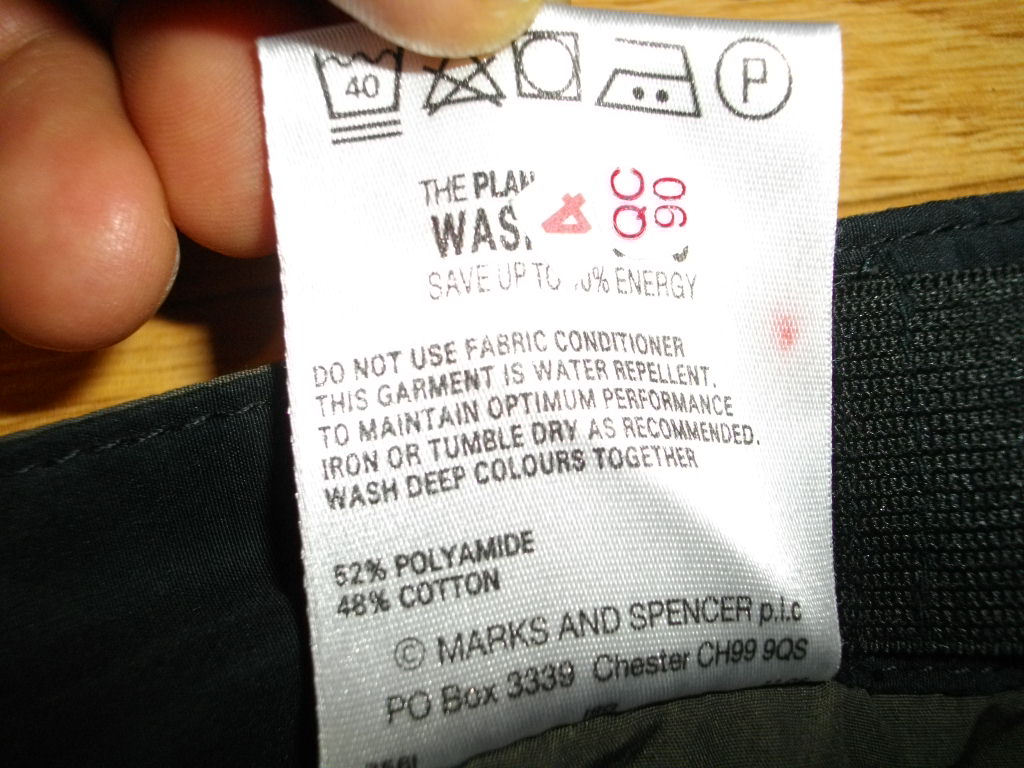 40
P
THE
QC
90
SAVE UP TO % ENERGY
DO NOT USE FABRIC CONDITIONER
THIS GARMENT IS WATER REPELLENT.
TO MAINTAIN OPTIMUM PERFORMANCE
IRON OR TUMBLE DRY AS RECOMMENDED.
WASH DEEP COLOURS TOGETHER
52% POLYAMIDE
48% COTTON
© MARKS AND SPENCER p.l.c
PO Box 3339 Chester CH99 9QS